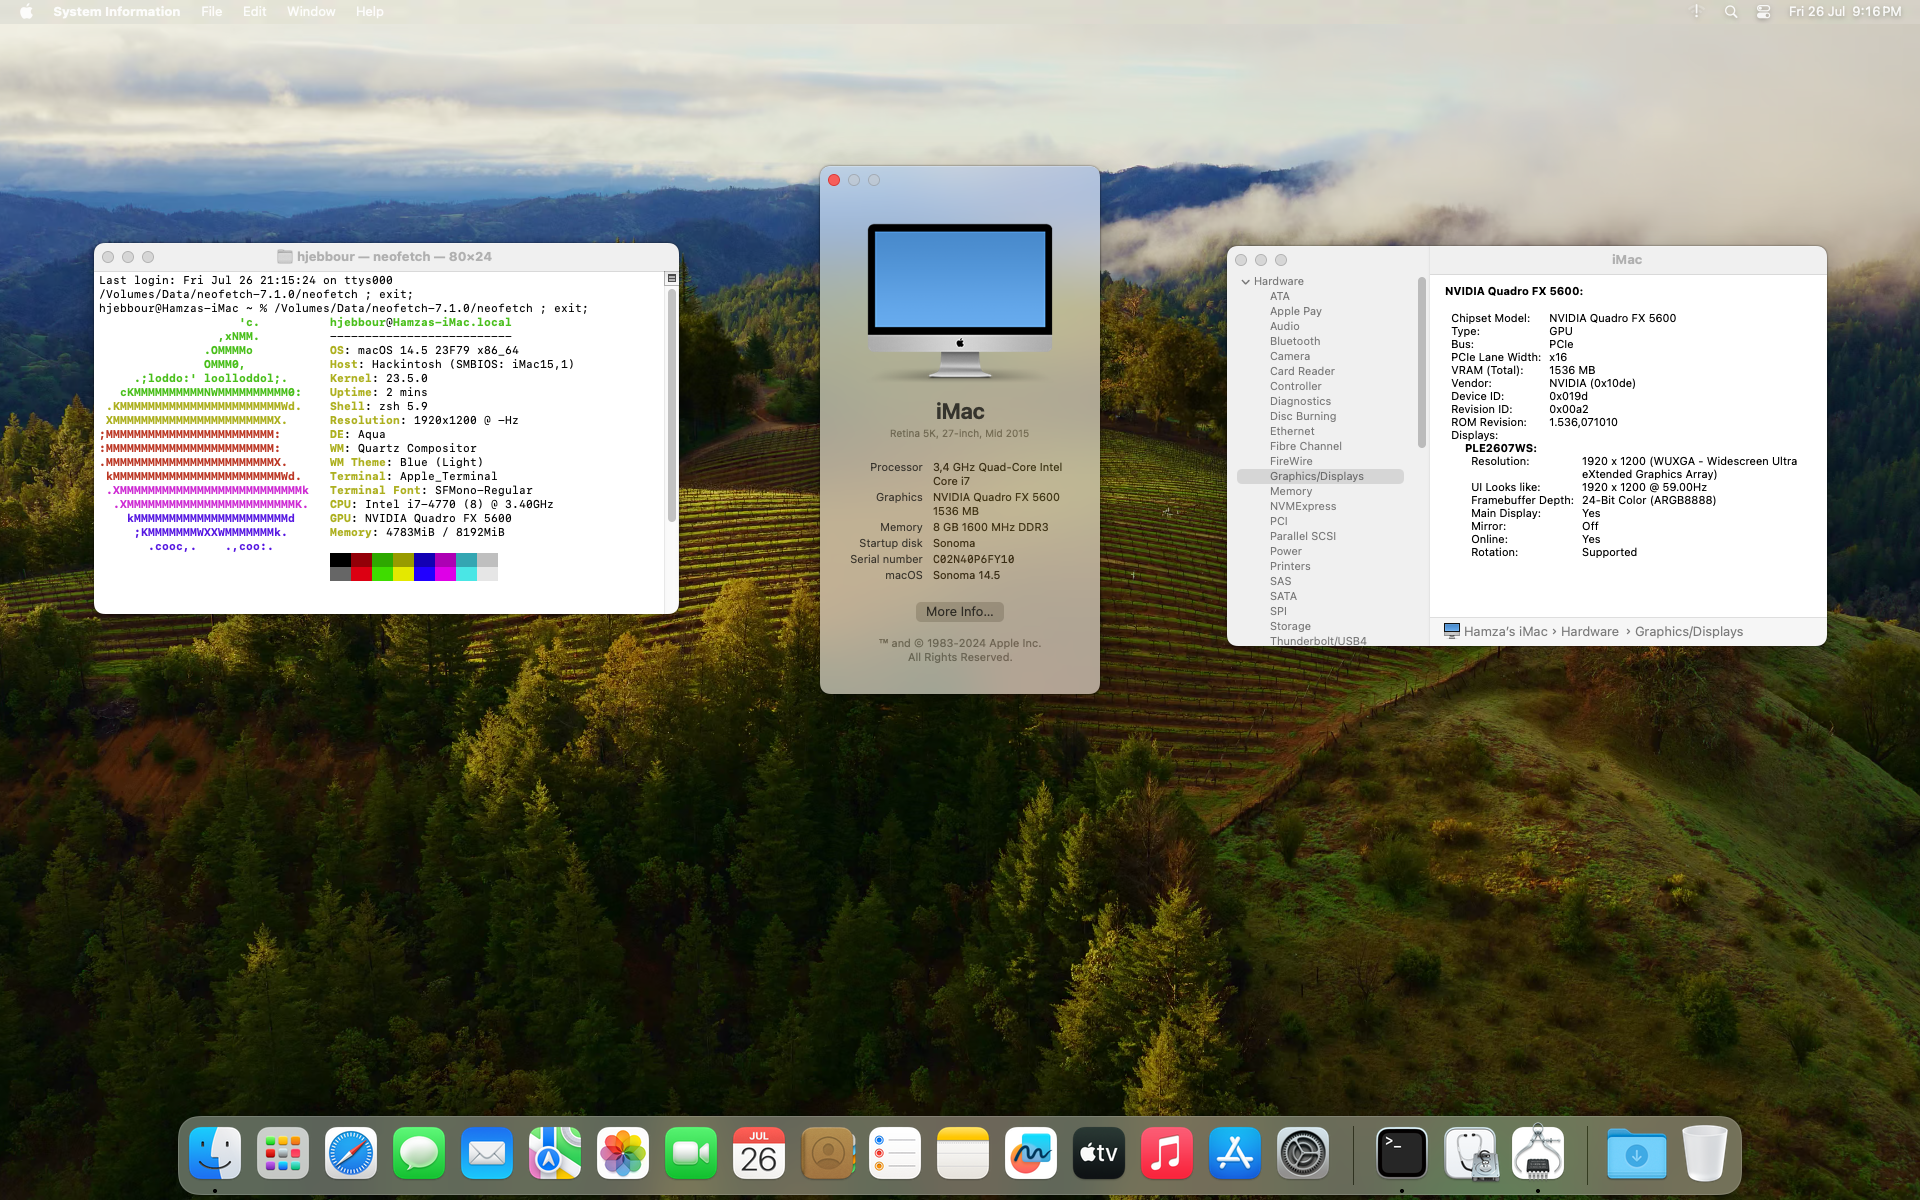 System Information File Edit Window Help
Fri 26 Jul 9:16 PM
hjebbour — neofetch — 80×24
Last login: Fri Jul 26 21:15:24 on ttys000
/Volumes/Data/neofetch-7.1.0/neofetch ; exit;
hjebbour@Hamzas-iMac ~ % /Volumes/Data/neofetch-7.1.0/neofetch ; exit;
'c. hjebbour@Hamzas-iMac.local
,xNMM. -------------------------
.OMMMMo OS: macOS 14.5 23F79 x86_64
OMMM0, Host: Hackintosh (SMBIOS: iMac15,1)
.;loddo:' loolloddol;. Kernel: 23.5.0
cKMMMMMMMMMMNWMMMMMMMMMM0: Uptime: 2 mins
.KMMMMMMMMMMMMMMMMMMMMMMMWd. Shell: zsh 5.9
XMMMMMMMMMMMMMMMMMMMMMMMX. Resolution: 1920x1200 @ -Hz
;MMMMMMMMMMMMMMMMMMMMMMMM: DE: Aqua
:MMMMMMMMMMMMMMMMMMMMMMMM: WM: Quartz Compositor
.MMMMMMMMMMMMMMMMMMMMMMMMX. WM Theme: Blue (Light)
kMMMMMMMMMMMMMMMMMMMMMMMMWd. Terminal: Apple_Terminal
.XMMMMMMMMMMMMMMMMMMMMMMMMMMk Terminal Font: SFMono-Regular
.XMMMMMMMMMMMMMMMMMMMMMMMMK. CPU: Intel i7-4770 (8) @ 3.40GHz
kMMMMMMMMMMMMMMMMMMMMMMd GPU: NVIDIA Quadro FX 5600
;KMMMMMMMWXXWMMMMMMMk. Memory: 4783MiB / 8192MiB
.cooc,. .,coo:.
iMac
Retina 5K, 27-inch, Mid 2015
Processor 3,4 GHz Quad-Core Intel
Core i7
Graphics NVIDIA Quadro FX 5600
1536 MB
Memory 8 GB 1600 MHz DDR3
Startup disk Sonoma
Serial number C02N40P6FY10
macOS Sonoma 14.5
More Info...
™ and © 1983-2024 Apple Inc.
All Rights Reserved.
iMac
Hardware
ATA
Apple Pay
Audio
Bluetooth
Camera
Card Reader
Controller
Diagnostics
Disc Burning
Ethernet
Fibre Channel
FireWire
Graphics/Displays
Memory
NVMExpress
PCI
Parallel SCSI
Power
Printers
SAS
SATA
SPI
Storage
Thunderbolt/USB4
NVIDIA Quadro FX 5600:
Chipset Model: NVIDIA Quadro FX 5600
Type: GPU
Bus: PCIe
PCIe Lane Width: x16
VRAM (Total): 1536 MB
Vendor: NVIDIA (0x10de)
Device ID: 0x019d
Revision ID: 0x00a2
ROM Revision: 1.536,071010
Displays:
PLE2607WS:
Resolution: 1920 x 1200 (WUXGA - Widescreen Ultra
eXtended Graphics Array)
UI Looks like: 1920 x 1200 @ 59.00Hz
Framebuffer Depth: 24-Bit Color (ARGB8888)
Main Display: Yes
Mirror: Off
Online: Yes
Rotation: Supported
Hamza's iMac › Hardware › Graphics/Displays
JUL
26
tv
>_